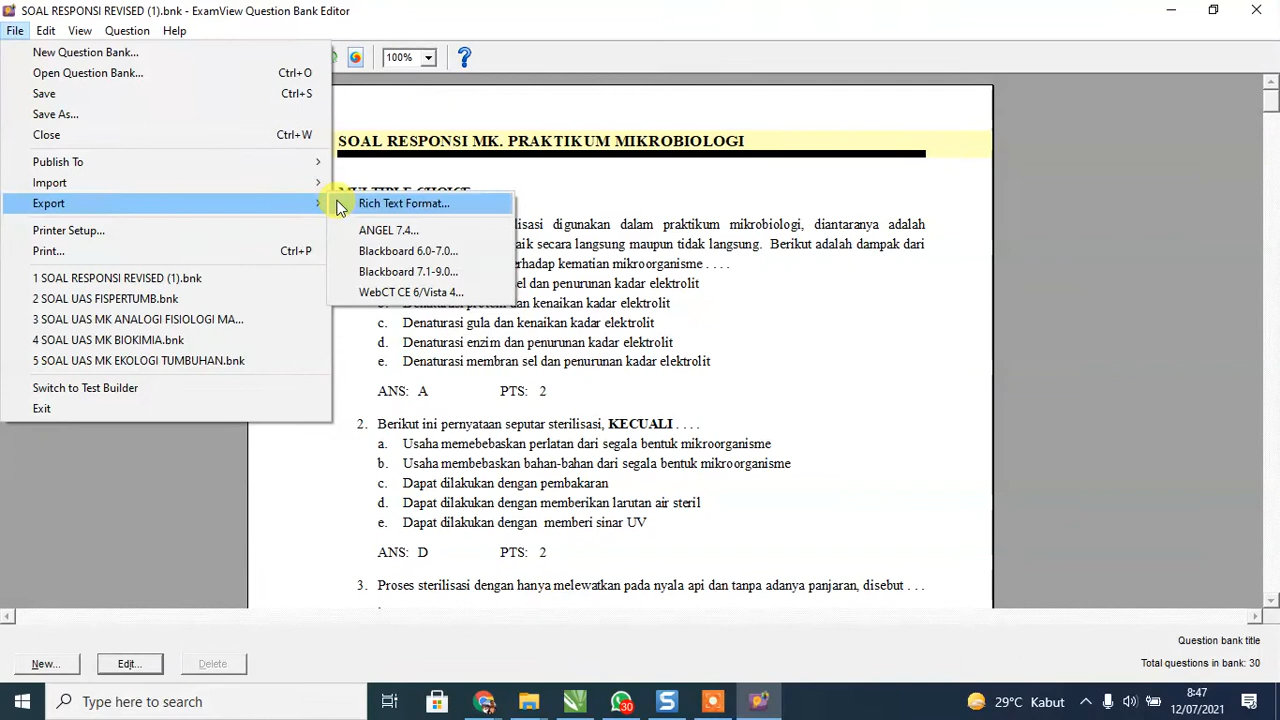 SOAL RESPONSI REVISED (1).bnk - ExamView Question Bank Editor
File Edit View Question Help
100%
New Question Bank...
Open Question Bank... Ctrl+O
Save Ctrl+S
Save As...
Close Ctrl+W
Publish To
Import
Export
Printer Setup...
Print... Ctrl+P
1 SOAL RESPONSI REVISED (1).bnk
2 SOAL UAS FISPERTUMB.bnk
3 SOAL UAS MK ANALOGI FISIOLOGI MA...
4 SOAL UAS MK BIOKIMIA.bnk
5 SOAL UAS MK EKOLOGI TUMBUHAN.bnk
Switch to Test Builder
Exit
Rich Text Format...
ANGEL 7.4...
Blackboard 6.0-7.0...
Blackboard 7.1-9.0...
WebCT CE 6/Vista 4...
SOAL RESPONSI MK. PRAKTIKUM MIKROBIOLOGI
MULTIPLE CHOICE
digunakan dalam praktikum mikrobiologi, diantaranya adalah
secara langsung maupun tidak langsung. Berikut adalah dampak dari
terhadap kematian mikroorganisme . . . .
sel dan penurunan kadar elektrolit
Denaturasi protein dan kenaikan kadar elektrolit
c. Denaturasi gula dan kenaikan kadar elektrolit
d. Denaturasi enzim dan penurunan kadar elektrolit
e. Denaturasi membran sel dan penurunan kadar elektrolit
ANS: A PTS: 2
2. Berikut ini pernyataan seputar sterilisasi, KECUALI . . . .
a. Usaha memebebaskan perlatan dari segala bentuk mikroorganisme
b. Usaha membebaskan bahan-bahan dari segala bentuk mikroorganisme
c. Dapat dilakukan dengan pembakaran
d. Dapat dilakukan dengan memberikan larutan air steril
e. Dapat dilakukan dengan memberi sinar UV
ANS: D PTS: 2
3. Proses sterilisasi dengan hanya melewatkan pada nyala api dan tanpa adanya panjaran, disebut . . .
Question bank title
New... Edit... Delete
Total questions in bank: 30
Type here to search
30
29°C Kabut
8:47
12/07/2021